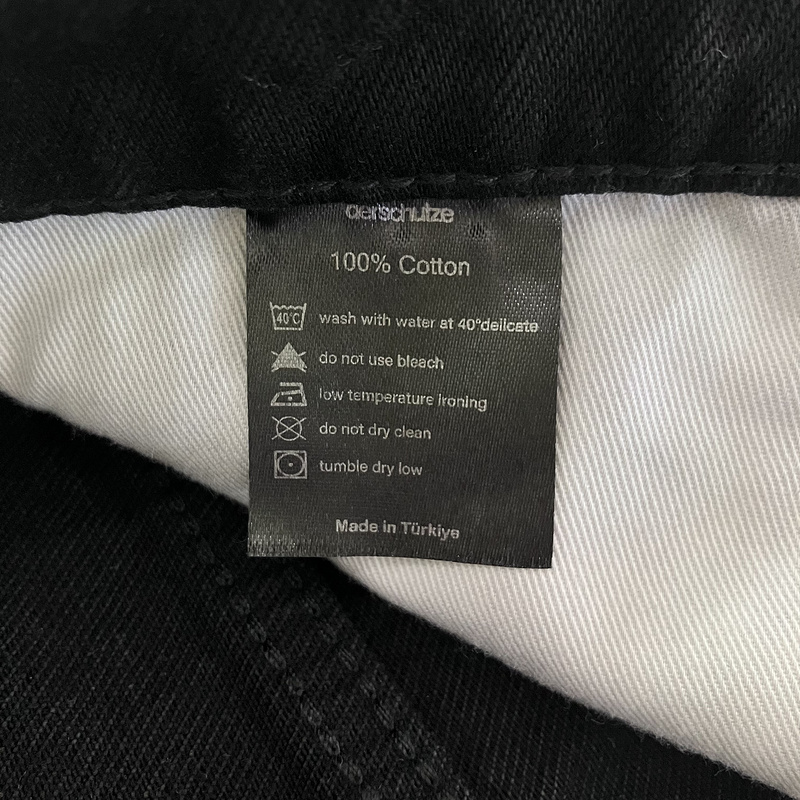 derschutze
100% Cotton
40°C wash with water at 40°delicate
do not use bleach
low temperature ironing
do not dry clean
tumble dry low
Made in Türkiye